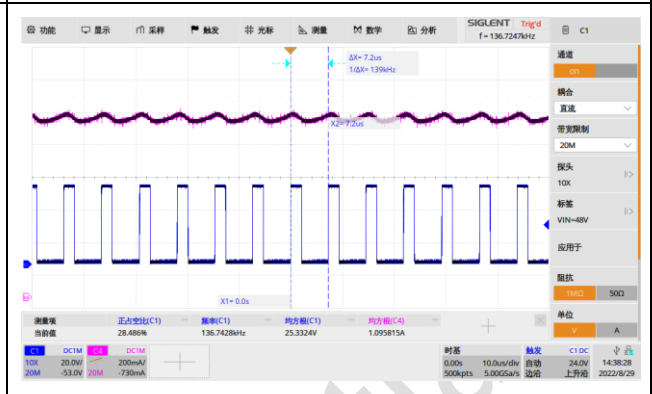 功能 显示 采样 触发 光标 测量 数学 分析 SIGLENT Trig'd
f = 136.7247kHz C1
ΔX= 7.2us
1/ΔX= 139kHz
X2= 7.2us
X1= 0.0s
通道
on
耦合
直流
带宽限制
20M
探头
10X
标签
VIN=48V
应用于
阻抗
1MΩ 50Ω
单位
V A
测量项 正占空比(C1) 频率(C1) 均方根(C1) 均方根(C4)
当前值 28.486% 136.7428kHz 25.3324V 1.095815A
C1 DC1M C4 DC1M 时基 触发 C1 DC
10X 20.0V/ 200mA/ 0.00s 10.0us/div 自动 24.0V 14:38:28
20M -53.0V 20M -730mA 500kpts 5.00GSa/s 边沿 上升沿 2022/8/29